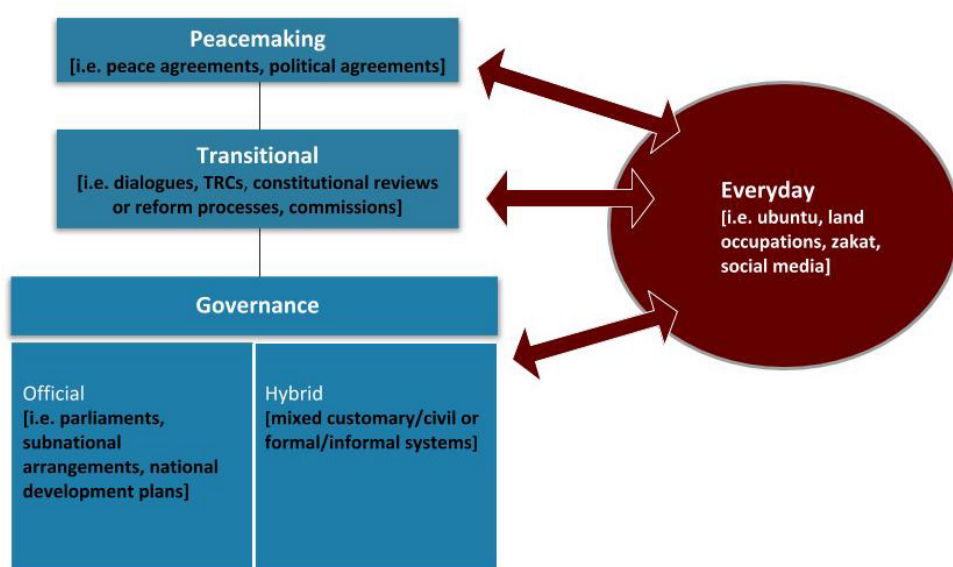 Peacemaking
[i.e. peace agreements, political agreements]
Transitional
[i.e. dialogues, TRCs, constitutional reviews
or reform processes, commissions]
Everyday
[i.e. ubuntu, land
occupations, zakat,
social media]
Governance
Official
[i.e. parliaments,
subnational
arrangements, national
development plans]
Hybrid
[mixed customary/civil or
formal/informal systems]